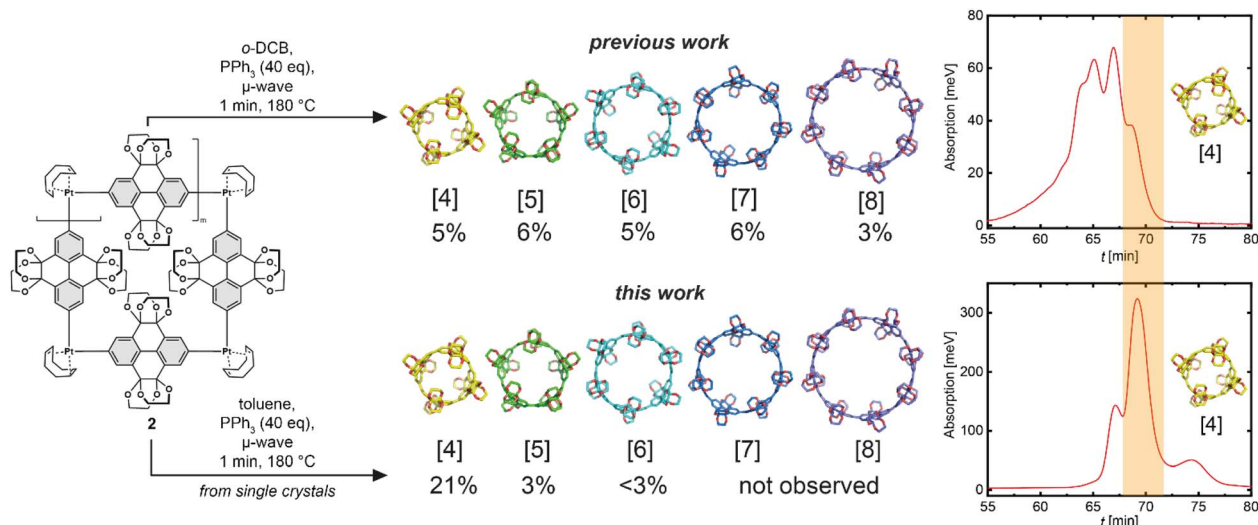 o-DCB,
PPh₃ (40 eq),
μ-wave
1 min, 180 °C
previous work
[4] [5] [6] [7] [8]
5% 6% 5% 6% 3%
Pt Pt
m
O O O O
O O O O
O O O O O O O O
O O O O O O O O
O O O O
Pt Pt
O O O O
2
this work
toluene,
PPh₃ (40 eq),
μ-wave
1 min, 180 °C
from single crystals
[4] [5] [6] [7] [8]
21% 3% <3% not observed
Absorption [meV]
80
60
40
20
0
[4]
55 60 65 70 75 80
t [min]
Absorption [meV]
300
200
100
0
[4]
55 60 65 70 75 80
t [min]